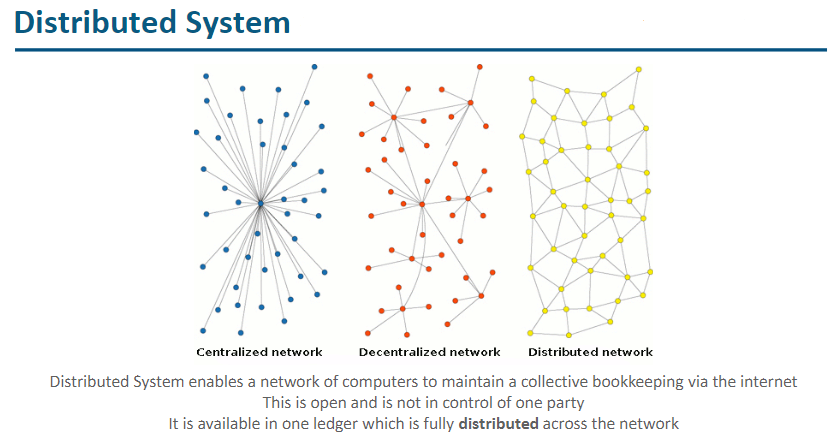 Distributed System
Centralized network
Decentralized network
Distributed network
Distributed System enables a network of computers to maintain a collective bookkeeping via the internet
This is open and is not in control of one party
It is available in one ledger which is fully distributed across the network